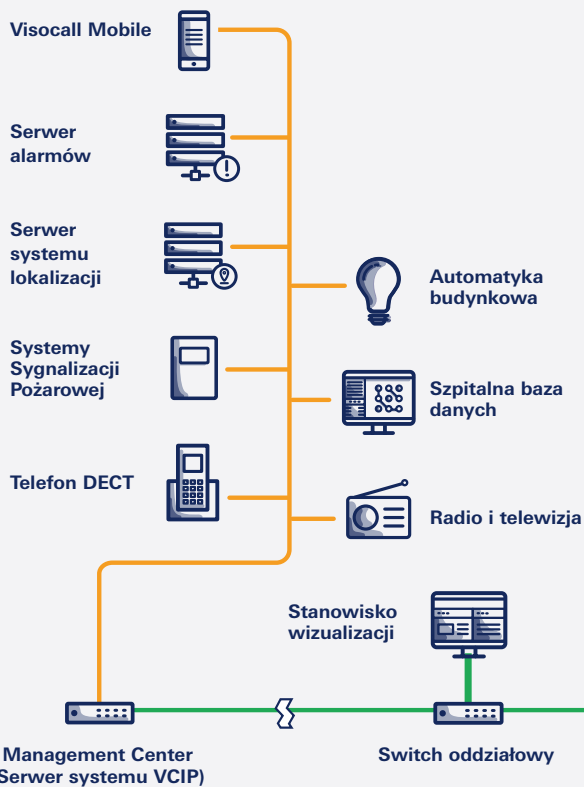 Visocall Mobile
Serwer
alarmów
Serwer
systemu
lokalizacji
Automatyka
budynkowa
Systemy
Sygnalizacji
Pożarowej
Szpitalna baza
danych
Telefon DECT
Radio i telewizja
Stanowisko
wizualizacji
Management Center
(Serwer systemu VCIP)
Switch oddziałowy